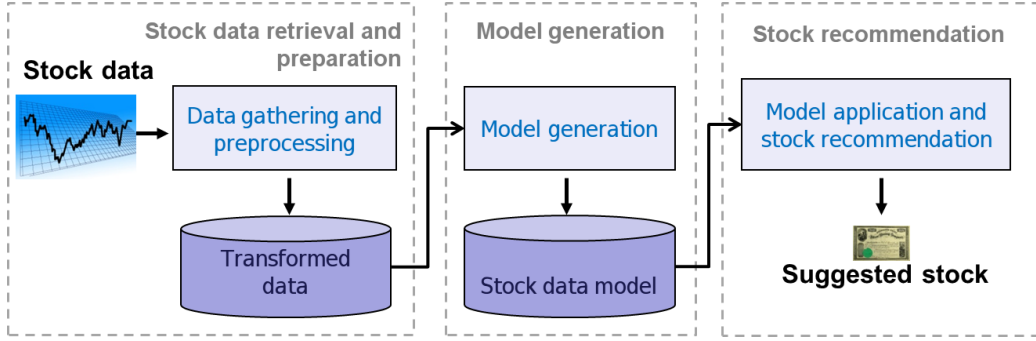 Stock data retrieval and
preparation
Stock data
Data gathering and
preprocessing
Transformed
data
Model generation
Model generation
Stock data model
Stock recommendation
Model application and
stock recommendation
Suggested stock